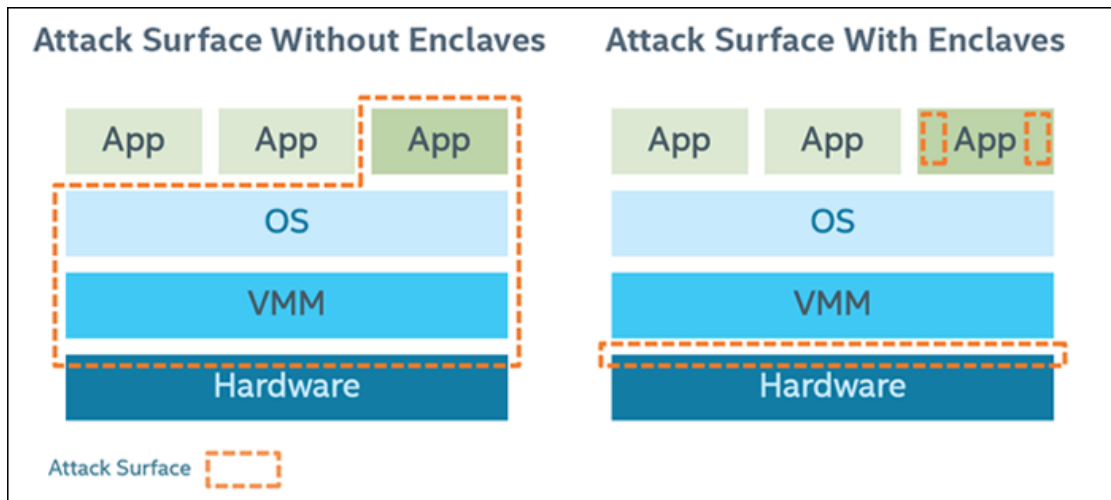 Attack Surface Without Enclaves
App
App
App
OS
VMM
Hardware
Attack Surface With Enclaves
App
App
App
OS
VMM
Hardware
Attack Surface